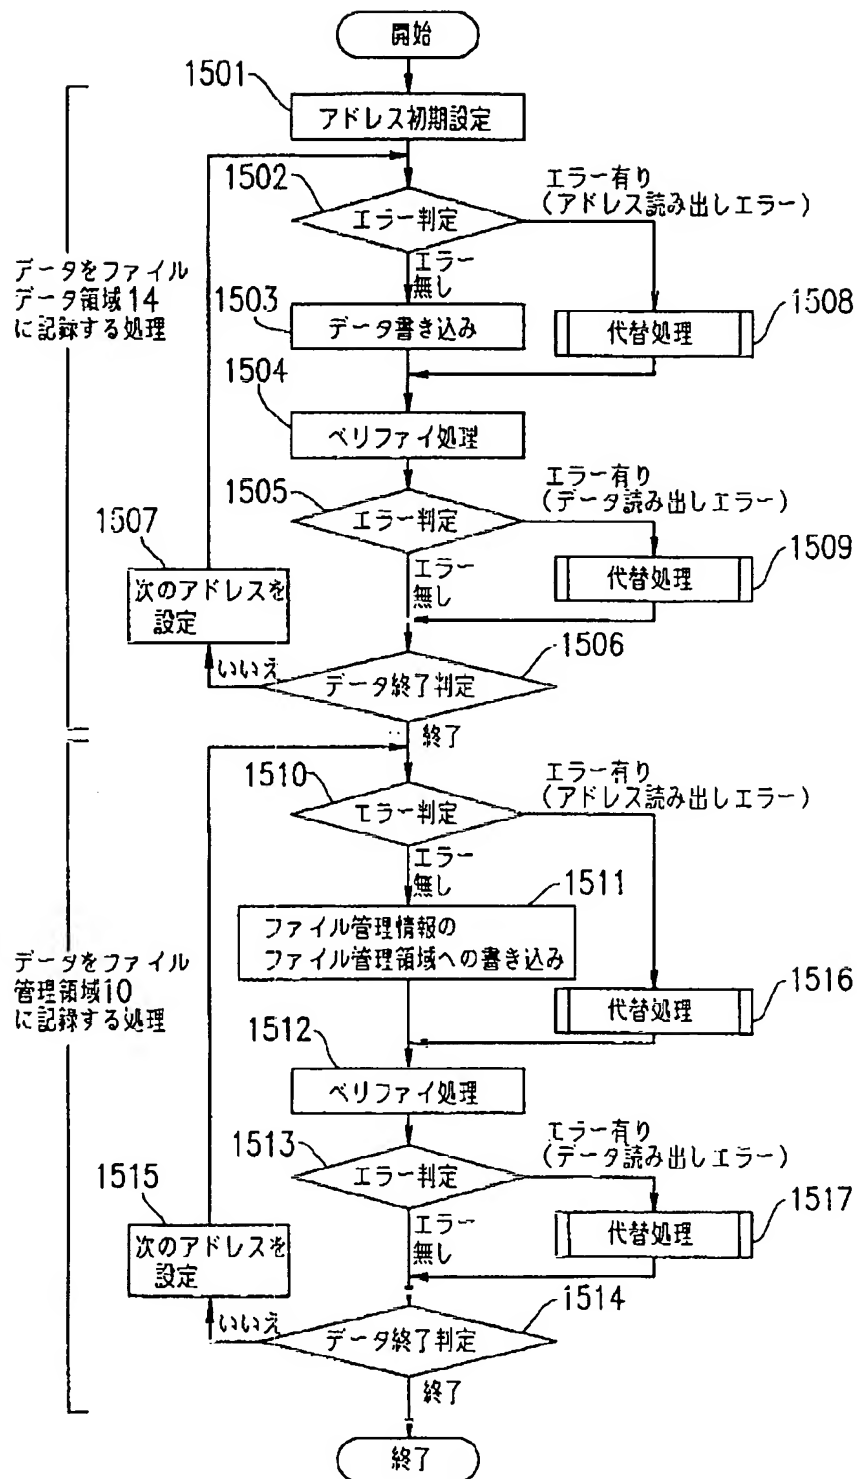 開始
1501
アドレス初期設定
1502
エラー判定
エラー有り
(アドレス読み出しエラー)
エラー
無し
データをファイル
データ領域14
に記録する処理
1503
データ書き込み
代替処理
1508
1504
ベリファイ処理
1505
エラー判定
エラー有り
(データ読み出しエラー)
1507
次のアドレスを
設定
エラー
無し
代替処理
1509
1506
いいえ
データ終了判定
終了
1510
エラー判定
エラー有り
(アドレス読み出しエラー)
エラー
無し
1511
ファイル管理情報の
ファイル管理領域への書き込み
データをファイル
管理領域10
に記録する処理
代替処理
1516
1512
ベリファイ処理
1513
エラー判定
エラー有り
(データ読み出しエラー)
1515
次のアドレスを
設定
エラー
無し
代替処理
1517
1514
いいえ
データ終了判定
終了
終了